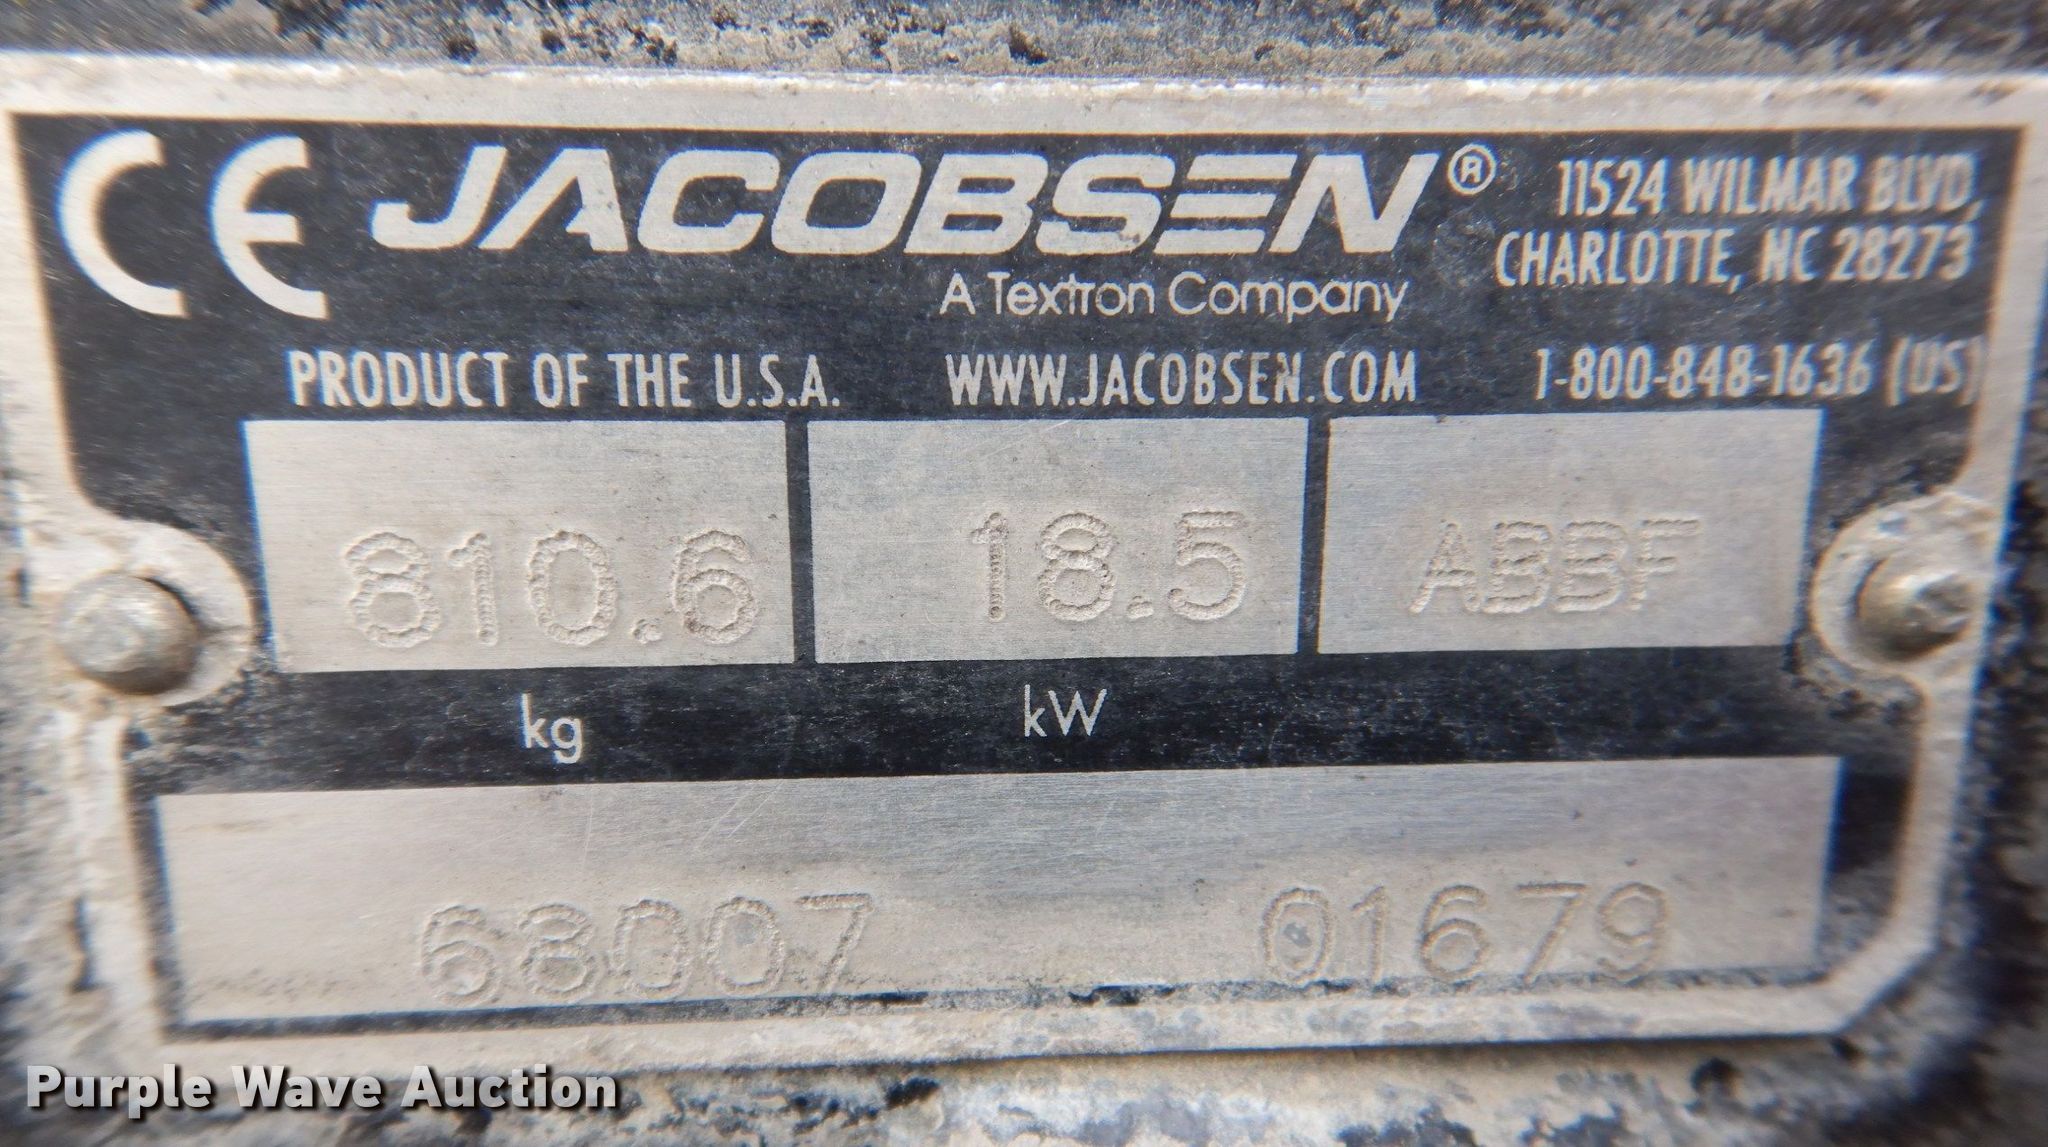 CE JACOBSEN® 11524 WILMAR BLVD,
CHARLOTTE, NC 28273
A Textron Company
PRODUCT OF THE U.S.A. WWW.JACOBSEN.COM 1-800-848-1636 (US)
810.6 18.5 ABBF
kg kW
68007 01679
Purple Wave Auction